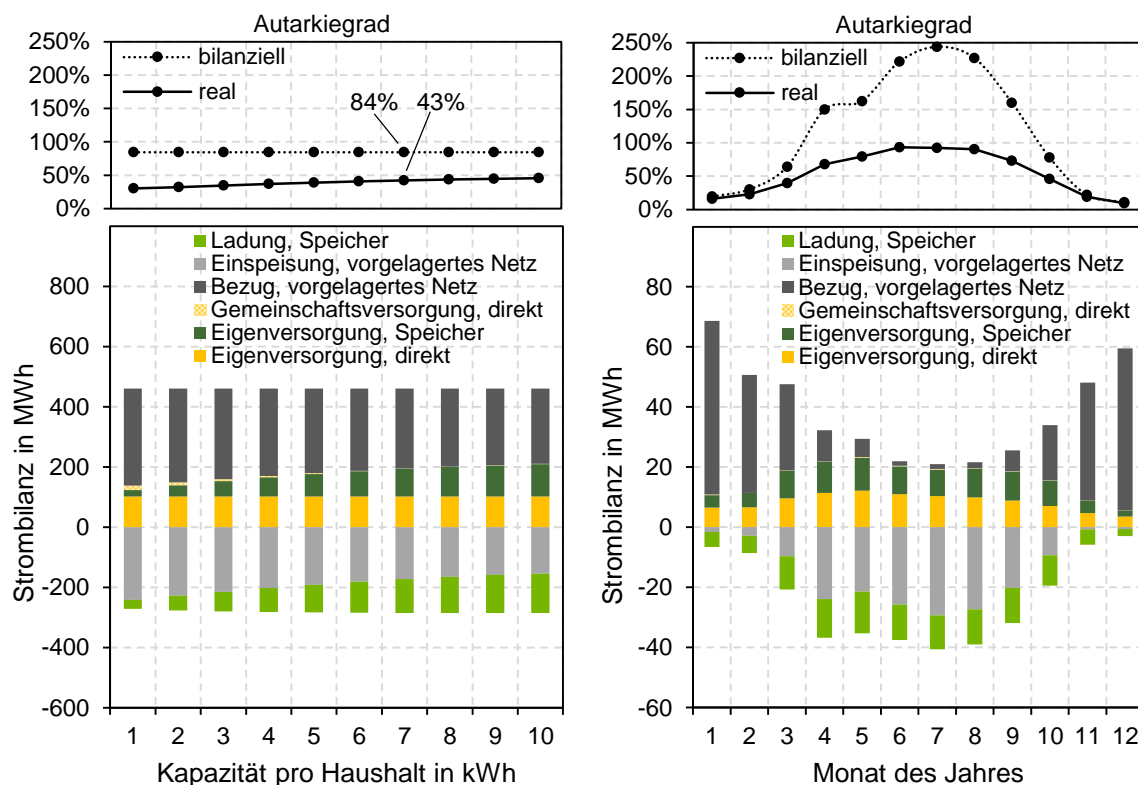 Autarkiegrad
250%
200%
150%
100%
50%
0%
bilanziell
real
84%
43%
Ladung, Speicher
Einspeisung, vorgelagertes Netz
Bezug, vorgelagertes Netz
Gemeinschaftsversorgung, direkt
Eigenversorgung, Speicher
Eigenversorgung, direkt
800
600
400
200
0
-200
-400
-600
Strombilanz in MWh
1 2 3 4 5 6 7 8 9 10
Kapazität pro Haushalt in kWh
Autarkiegrad
250%
200%
150%
100%
50%
0%
bilanziell
real
Ladung, Speicher
Einspeisung, vorgelagertes Netz
Bezug, vorgelagertes Netz
Gemeinschaftsversorgung, direkt
Eigenversorgung, Speicher
Eigenversorgung, direkt
80
60
40
20
0
-20
-40
-60
Strombilanz in MWh
1 2 3 4 5 6 7 8 9 10 11 12
Monat des Jahres